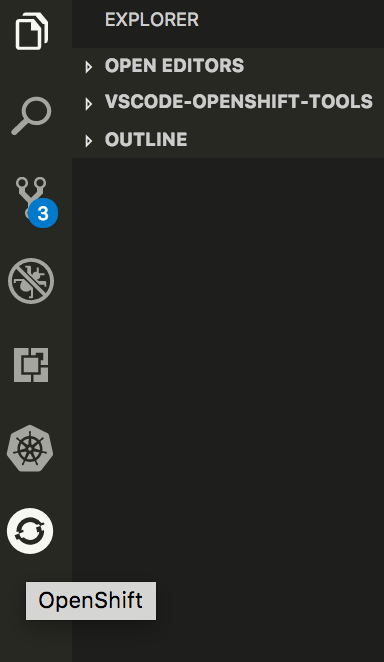 EXPLORER
OPEN EDITORS
VSCODE-OPENSHIFT-TOOLS
OUTLINE
3
OpenShift